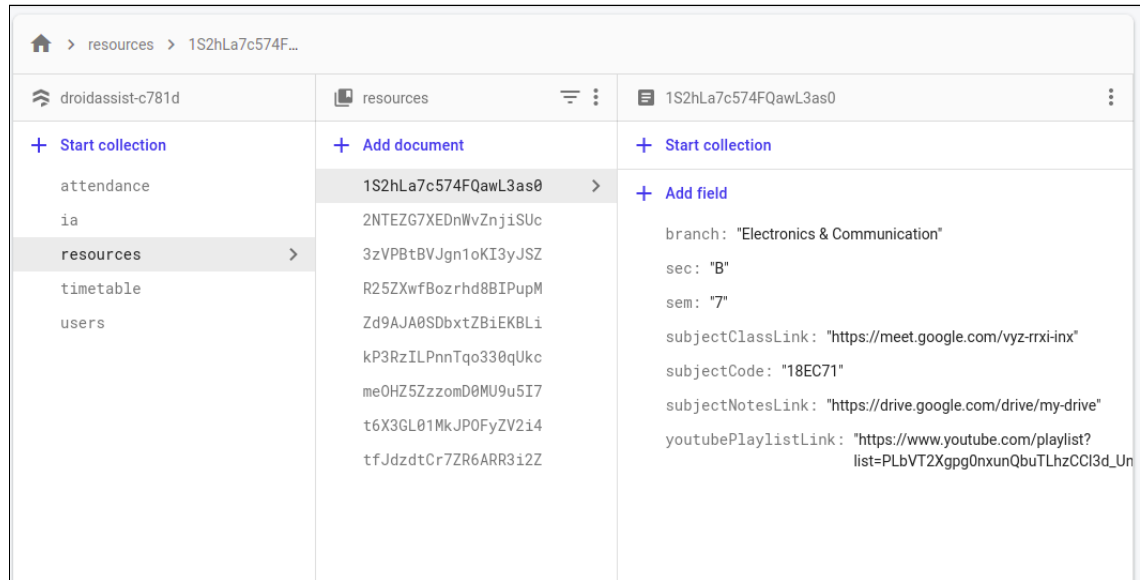 resources > 1S2hLa7c574F…
droidassist-c781d
Start collection
attendance
ia
resources
timetable
users
resources
Add document
1S2hLa7c574FQawL3as0
2NTEZG7XEDnWvZnjiSUc
3zVPBtBVJgn1oKI3yJSZ
R25ZXwfBozrhd8BIPupM
Zd9AJA0SDbxtZBiEKBLi
kP3RzILPnnTqo330qUkc
meOHZ5ZzzomD0MU9u5I7
t6X3GL01MkJPOFyZV2i4
tfJdzdtCr7ZR6ARR3i2Z
1S2hLa7c574FQawL3as0
Start collection
Add field
branch: "Electronics & Communication"
sec: "B"
sem: "7"
subjectClassLink: "https://meet.google.com/vyz-rrxi-inx"
subjectCode: "18EC71"
subjectNotesLink: "https://drive.google.com/drive/my-drive"
youtubePlaylistLink: "https://www.youtube.com/playlist?
list=PLbVT2Xgpg0nxunQbuTLhzCCl3d_Un